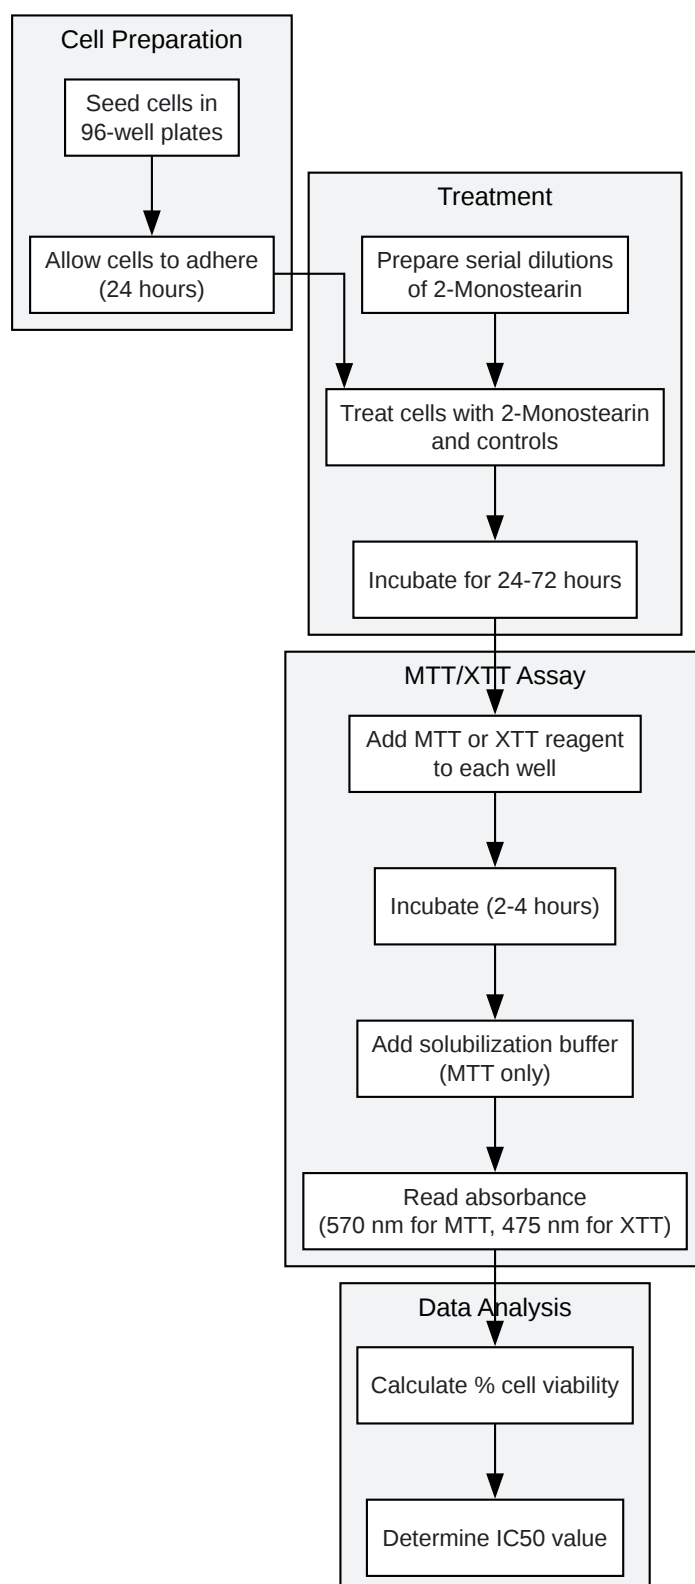 Cell Preparation
Seed cells in
96-well plates
Allow cells to adhere
(24 hours)
Treatment
Prepare serial dilutions
of 2-Monostearin
Treat cells with 2-Monostearin
and controls
Incubate for 24-72 hours
MTT/XTT Assay
Add MTT or XTT reagent
to each well
Incubate (2-4 hours)
Add solubilization buffer
(MTT only)
Read absorbance
(570 nm for MTT, 475 nm for XTT)
Data Analysis
Calculate % cell viability
Determine IC50 value